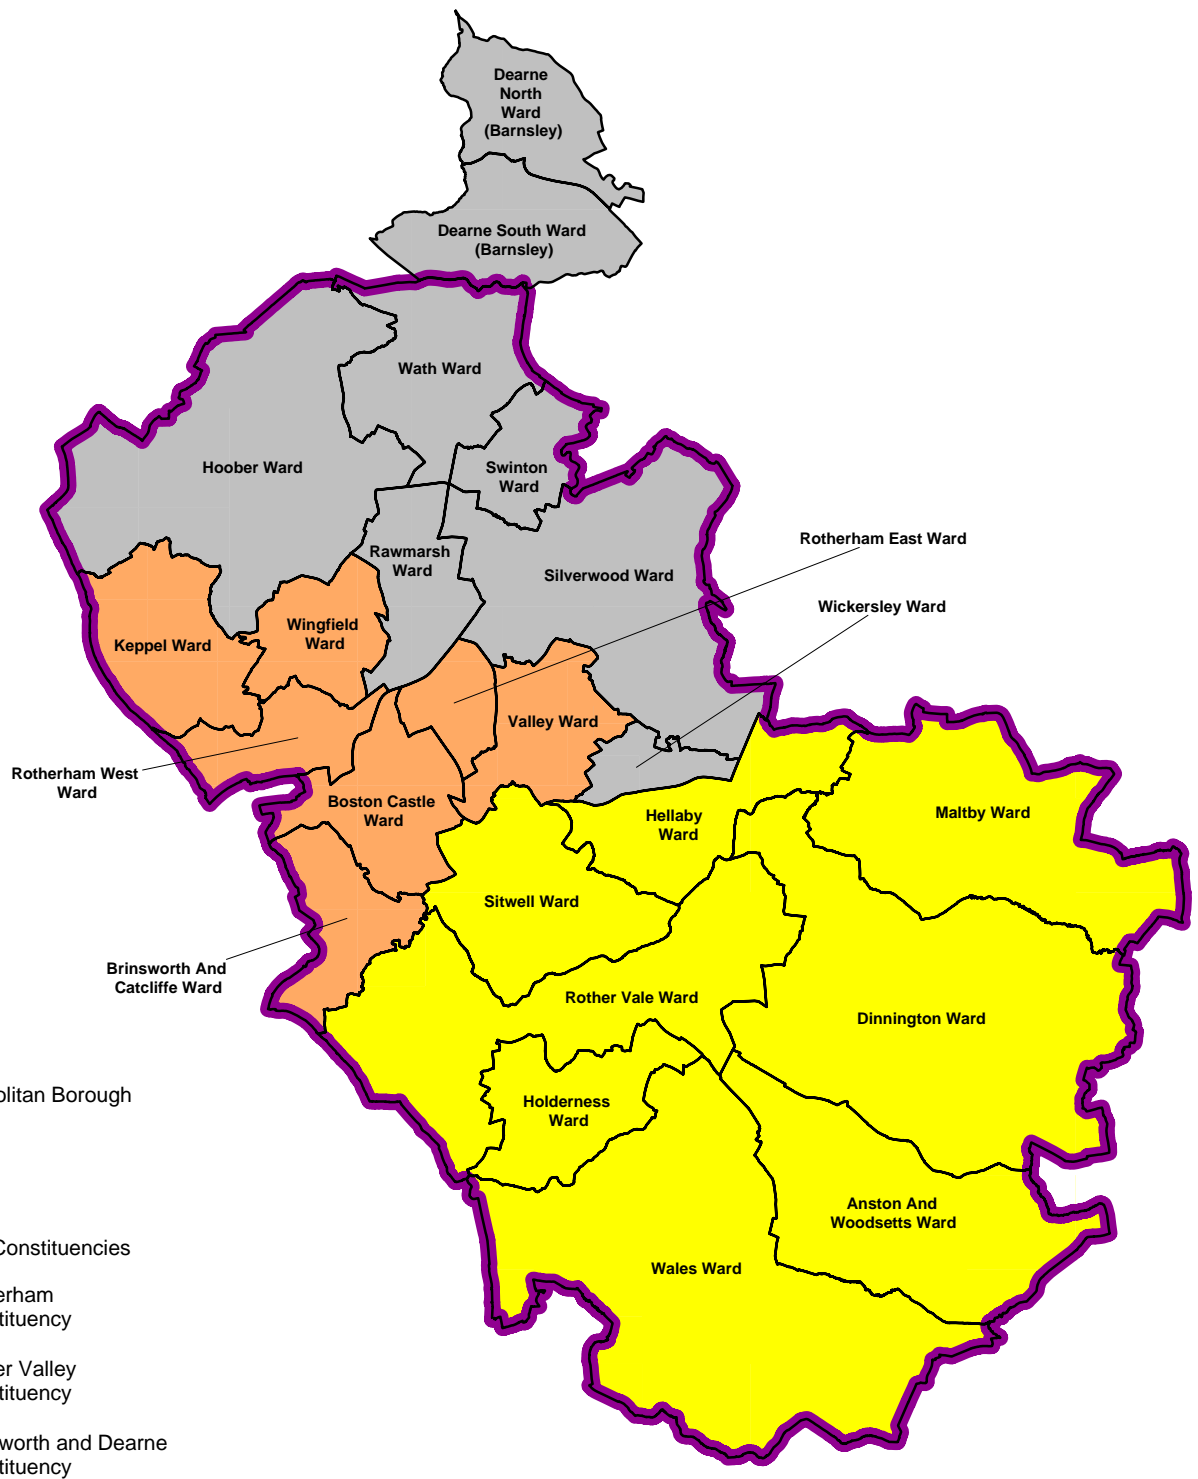 Dearne
North
Ward
(Barnsley)
Dearne South Ward
(Barnsley)
Wath Ward
Hoober Ward
Swinton
Ward
Rawmarsh
Ward
Silverwood Ward
Rotherham East Ward
Wickersley Ward
Keppel Ward
Wingfield
Ward
Valley Ward
Rotherham West
Ward
Boston Castle
Ward
Hellaby
Ward
Maltby Ward
Sitwell Ward
Brinsworth And
Catcliffe Ward
Rother Vale Ward
Dinnington Ward
Holderness
Ward
Anston And
Woodsetts Ward
Wales Ward
olitan Borough
Constituencies
erham
tituency
er Valley
tituency
worth and Dearne
tituency